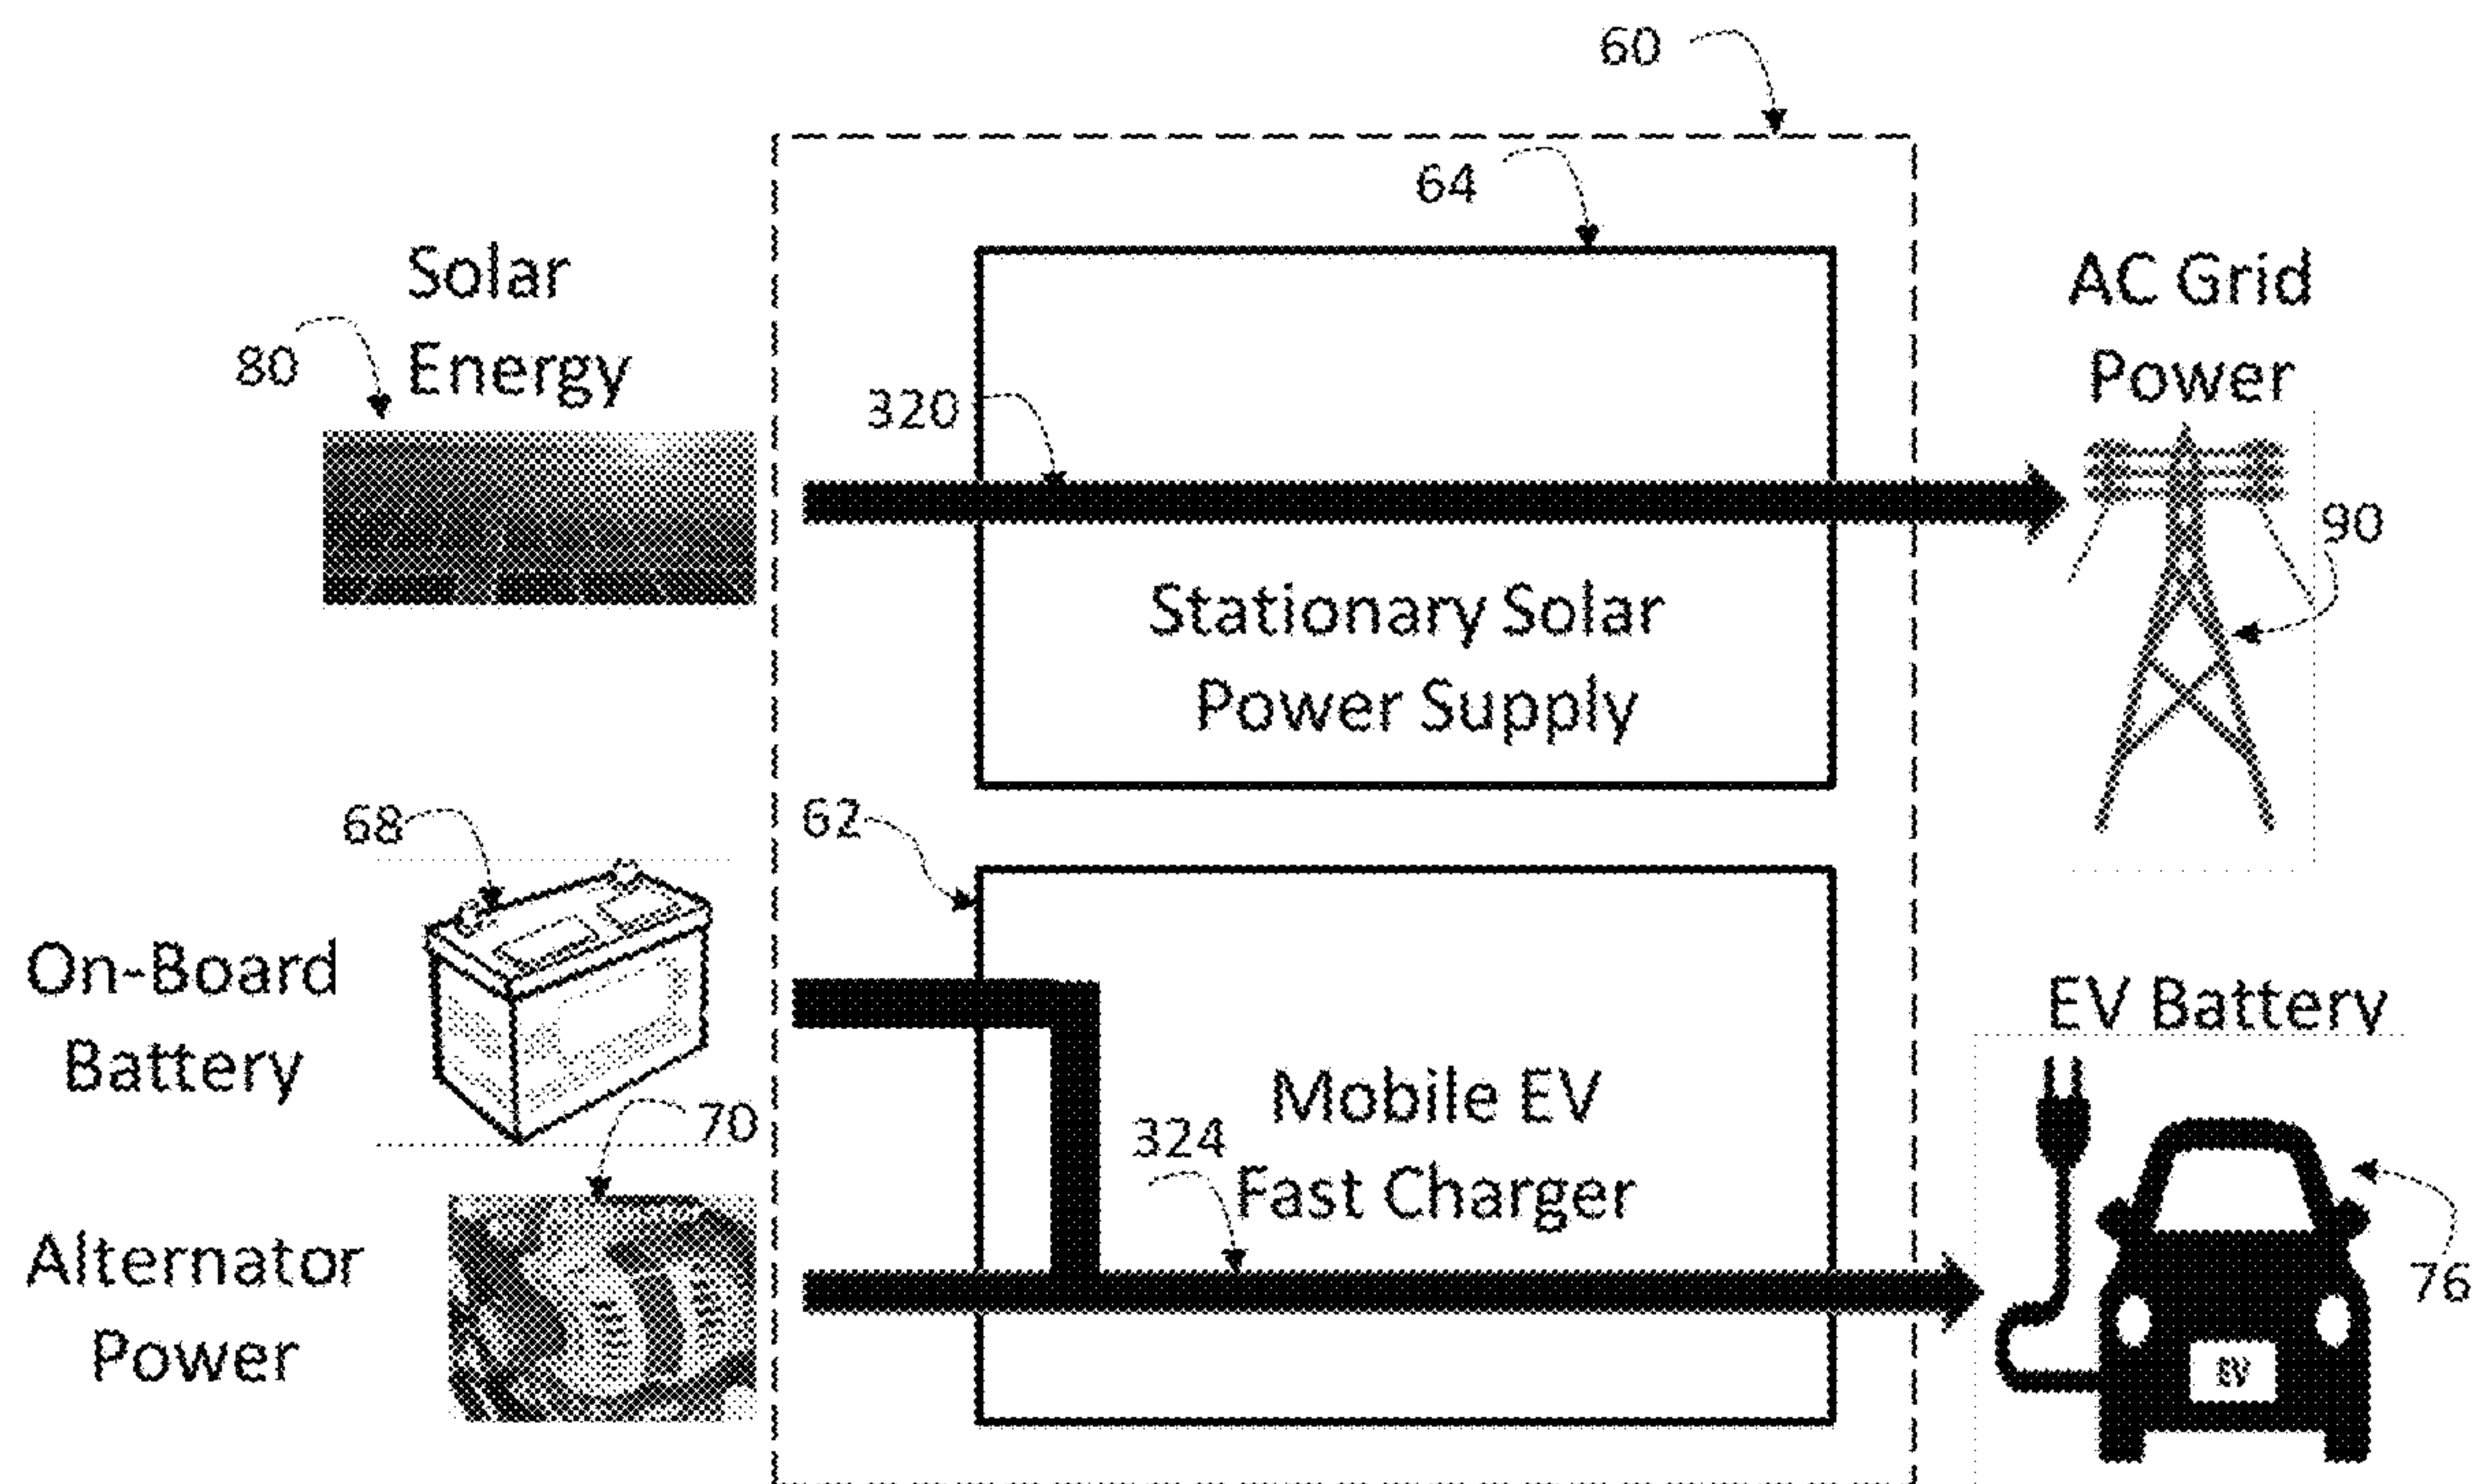 60
64
Solar
Energy
80
320
AC Grid
Power
90
Stationary Solar
Power Supply
68
62
On-Board
Battery
EV Battery
Mobile EV
Fast Charger
70
324
Alternator
Power
76
EV